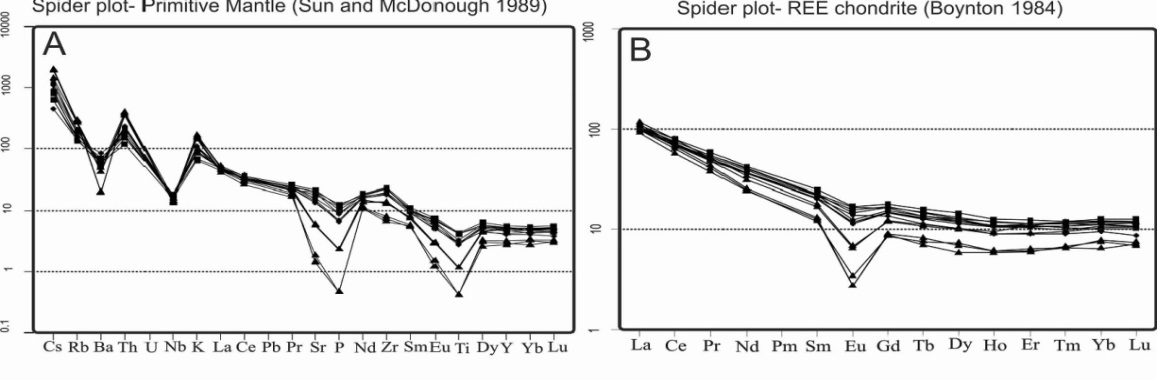 Spider plot- Primitive Mantle (Sun and McDonough 1989)
A
10000
1000
100
10
1
0.1
Cs Rb Ba Th U Nb K La Ce Pb Pr Sr P Nd Zr Sm Eu Ti Dy Y Yb Lu
Spider plot- REE chondrite (Boynton 1984)
B
1000
100
10
1
La Ce Pr Nd Pm Sm Eu Gd Tb Dy Ho Er Tm Yb Lu